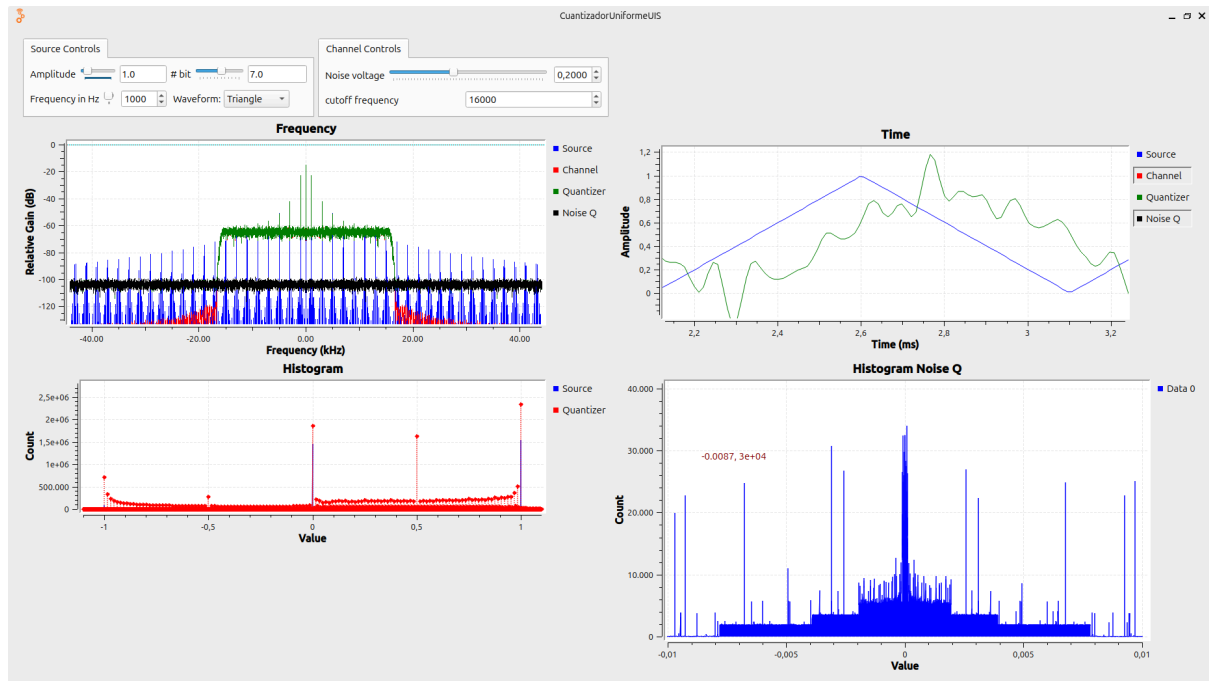 CuantizadorUniformeUIS
Source Controls
Amplitude 1.0 # bit 7.0
Frequency in Hz 1000 Waveform: Triangle
Channel Controls
Noise voltage 0,2000
cutoff frequency 16000
Frequency
Relative Gain (dB)
0
-20
-40
-60
-80
-100
-120
-40.00 -20.00 0.00 20.00 40.00
Frequency (kHz)
Source
Channel
Quantizer
Noise Q
Time
Amplitude
1,2
1
0,8
0,6
0,4
0,2
0
2,2 2,4 2,6 2,8 3 3,2
Time (ms)
Source
Channel
Quantizer
Noise Q
Histogram
Count
2,5e+06
2e+06
1,5e+06
1e+06
500.000
0
-1 -0,5 0 0,5 1
Value
Source
Quantizer
Histogram Noise Q
Count
40.000
30.000
20.000
10.000
0
-0.0087, 3e+04
-0,01 -0,005 0 0,005 0,01
Value
Data 0